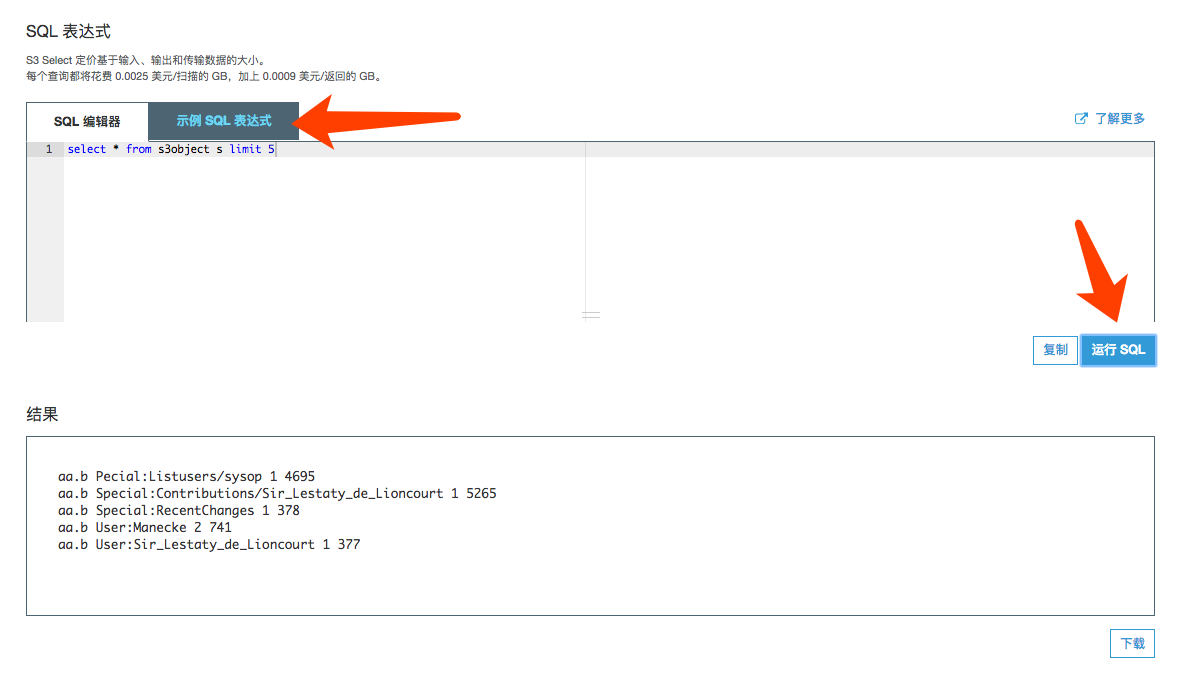 SQL 表达式
S3 Select 定价基于输入、输出和传输数据的大小。
每个查询都将花费 0.0025 美元/扫描的 GB，加上 0.0009 美元/返回的 GB。
SQL 编辑器
示例 SQL 表达式
了解更多
1 select * from s3object s limit 5
复制
运行 SQL
结果
aa.b Pecial:Listusers/sysop 1 4695
aa.b Special:Contributions/Sir_Lestaty_de_Lioncourt 1 5265
aa.b Special:RecentChanges 1 378
aa.b User:Manecke 2 741
aa.b User:Sir_Lestaty_de_Lioncourt 1 377
下载